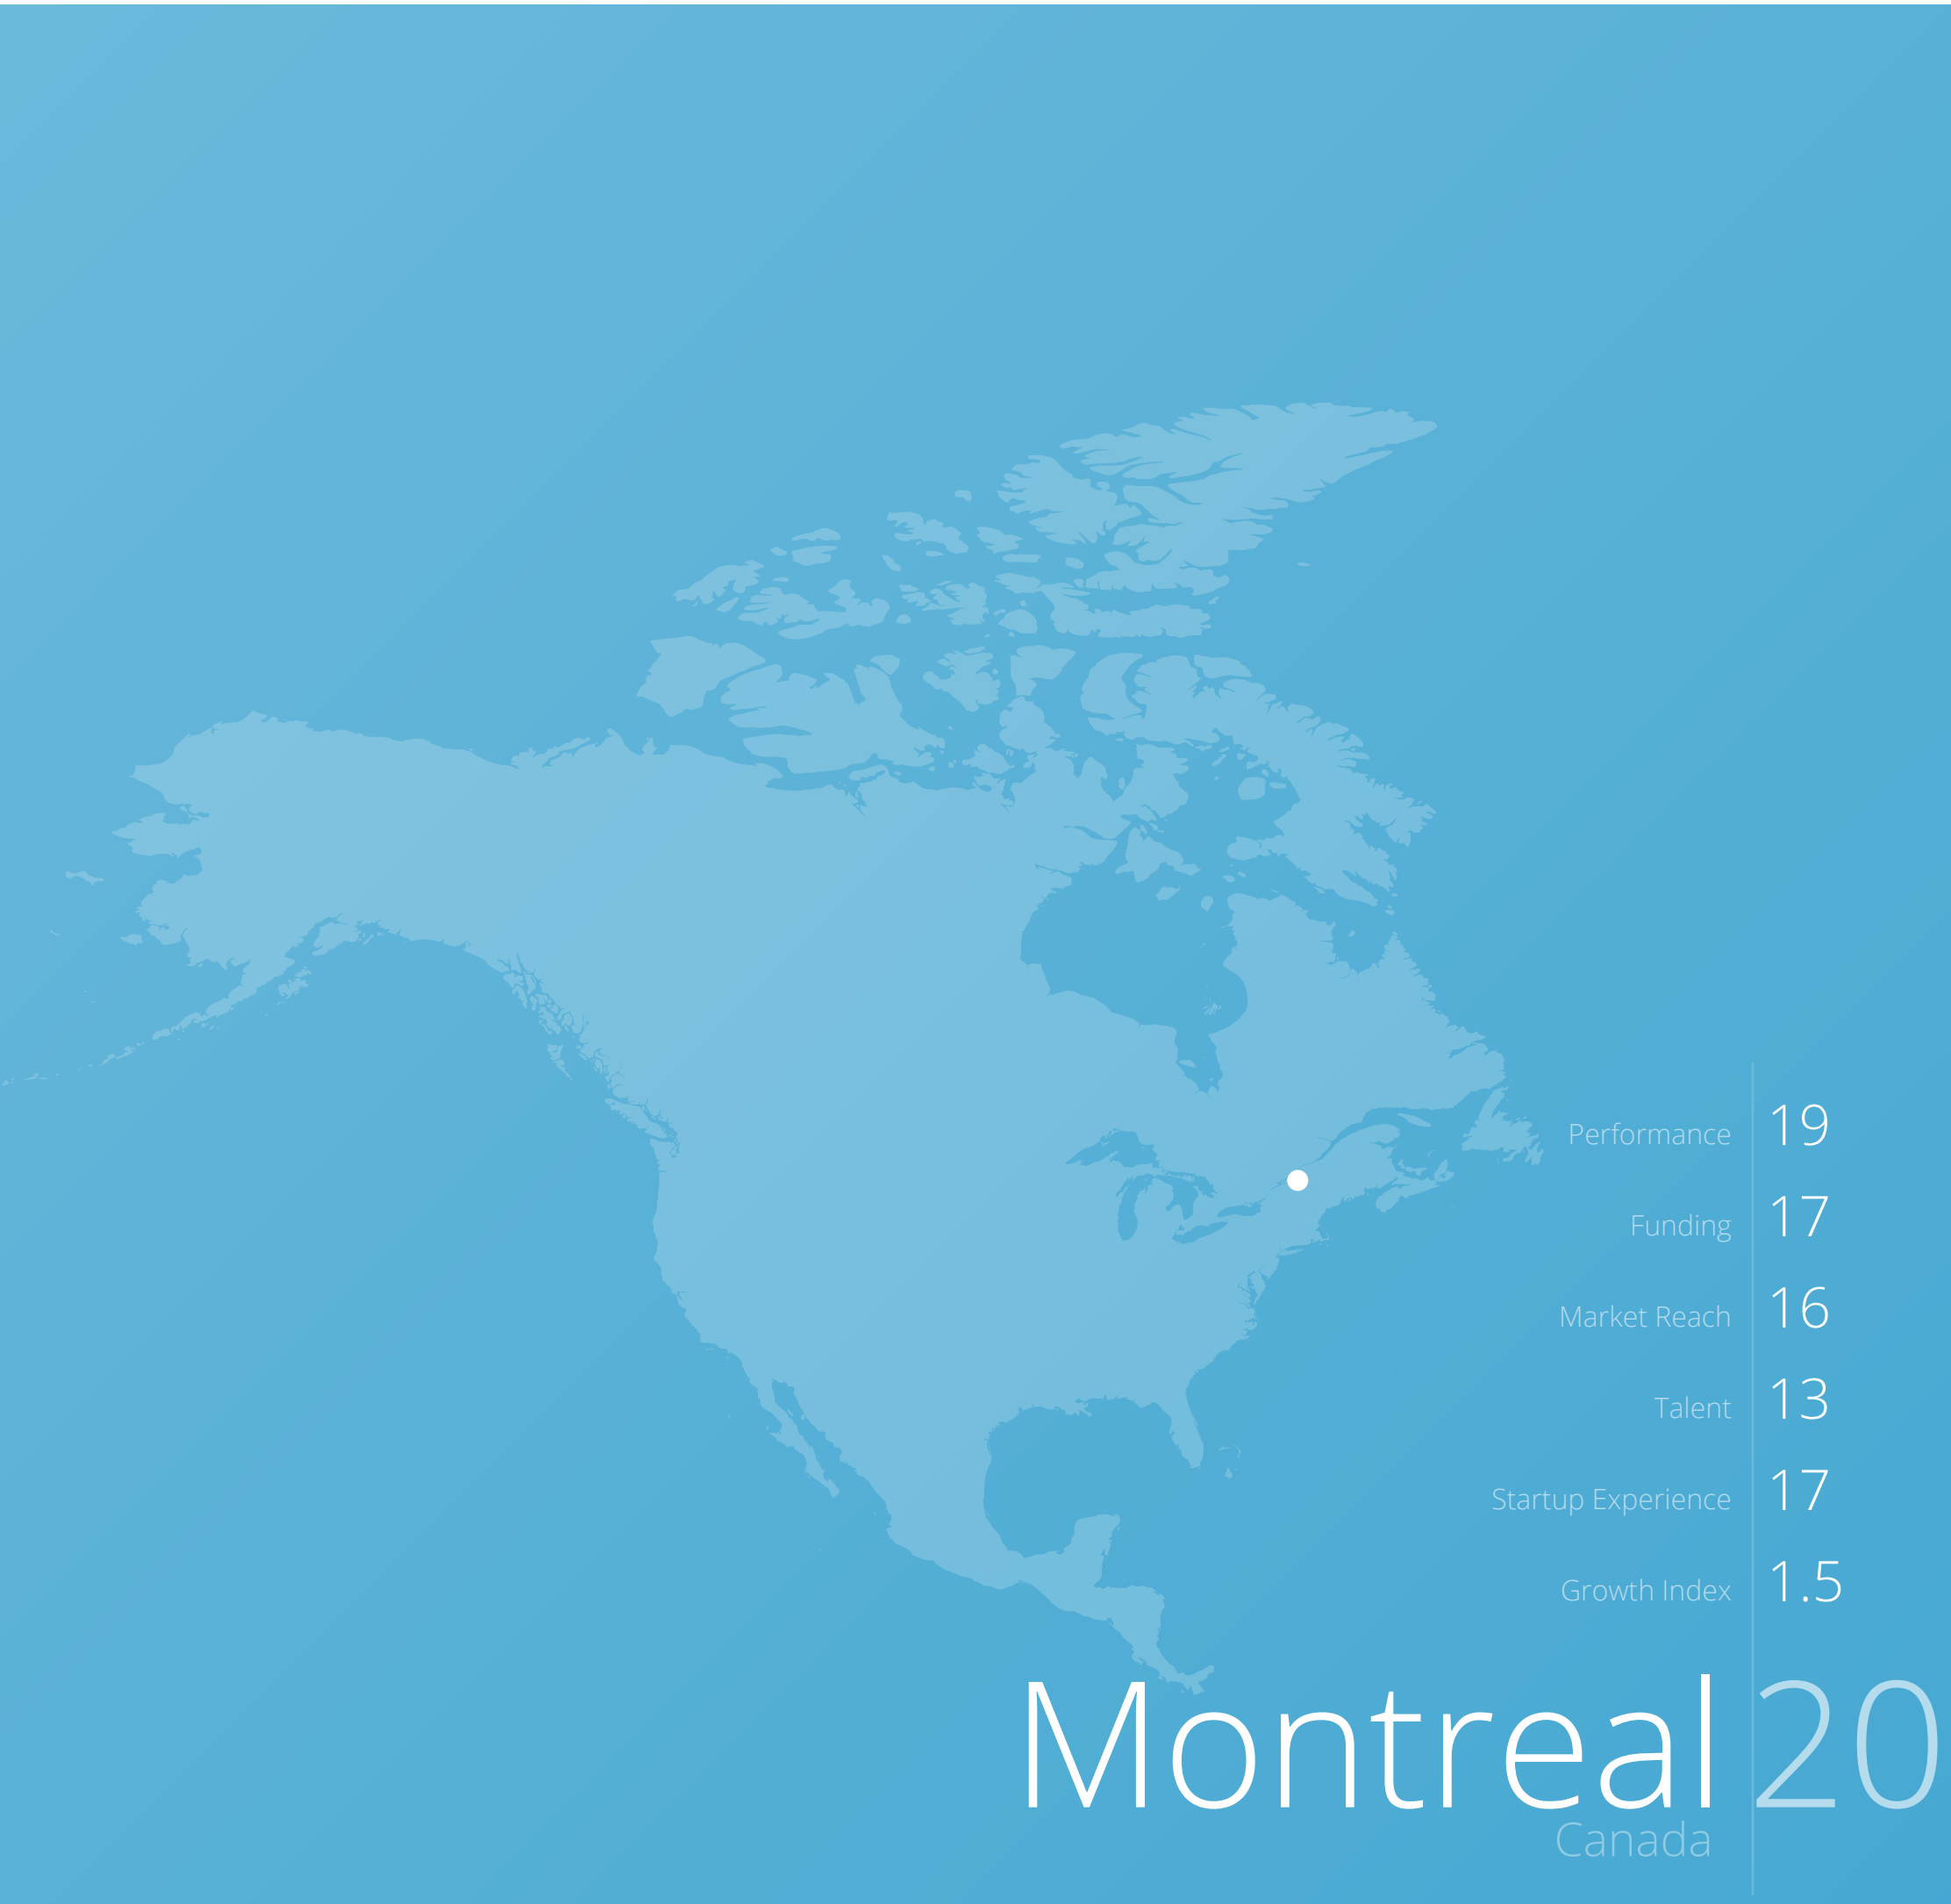 Performance 19
Funding 17
Market Reach 16
Talent 13
Startup Experience 17
Growth Index 1.5
Montreal 20
Canada